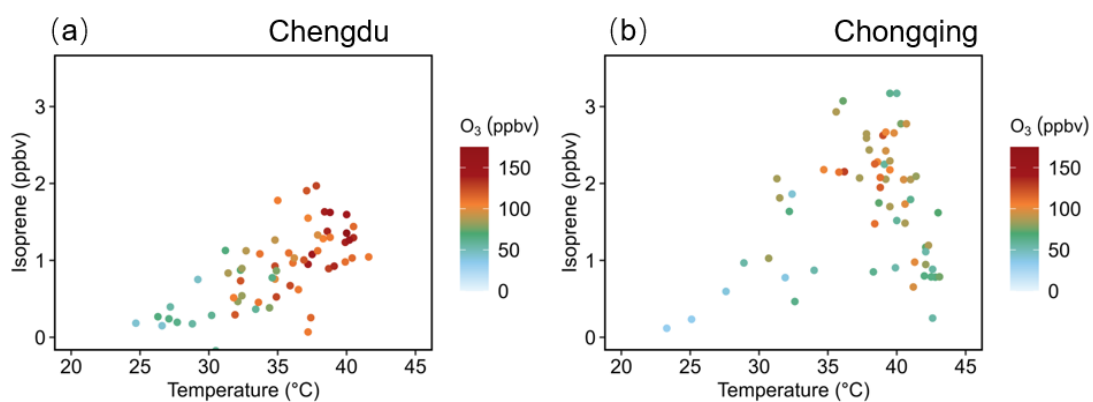 (a) Chengdu
3
2
1
0
Isoprene (ppbv)
20 25 30 35 40 45
Temperature (°C)
O₃ (ppbv)
150
100
50
0
(b) Chongqing
3
2
1
0
Isoprene (ppbv)
20 25 30 35 40 45
Temperature (°C)
O₃ (ppbv)
150
100
50
0